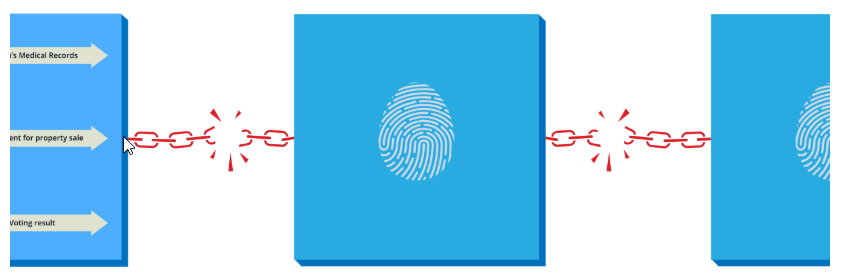 's Medical Records
ent for property sale
Voting result